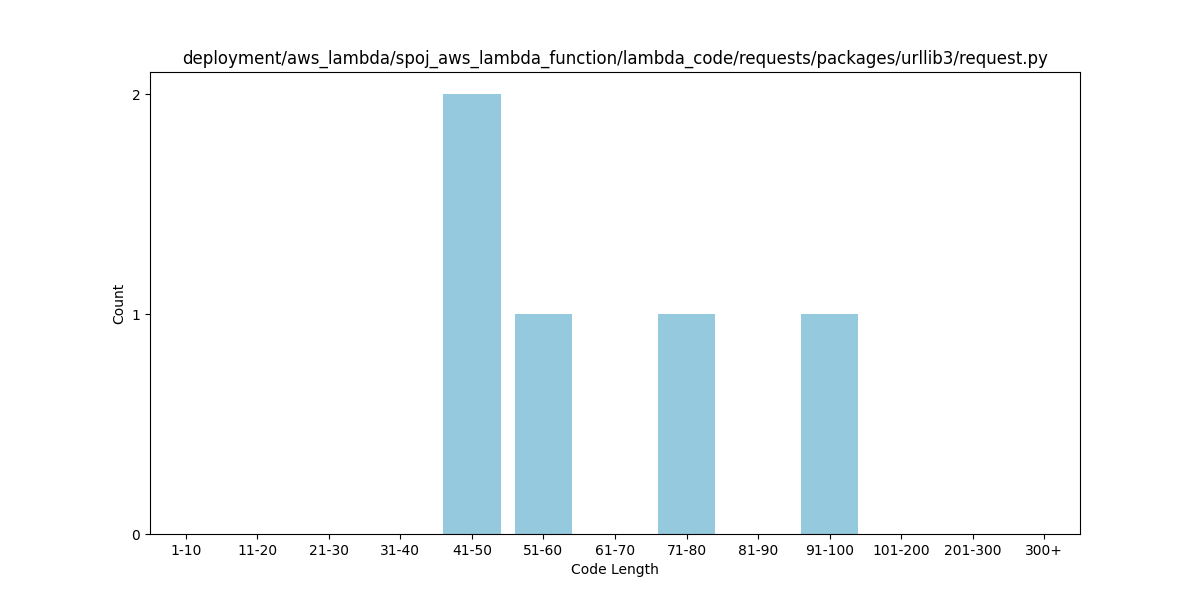 deployment/aws_lambda/spoj_aws_lambda_function/lambda_code/requests/packages/urllib3/request.py
2
1
0
Count
1-10 11-20 21-30 31-40 41-50 51-60 61-70 71-80 81-90 91-100 101-200 201-300 300+
Code Length